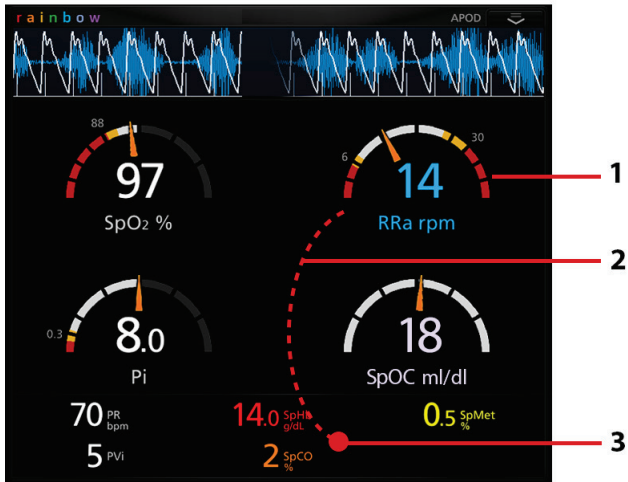 rainbow APOD
88 30
6 1
97 14
SpO₂ % RRa rpm
2
0.3 8.0 18
Pi SpOC ml/dl
70 PR bpm 14.0 g/dL 0.5 SpMet %
5 PVi 2 SpCO % 3